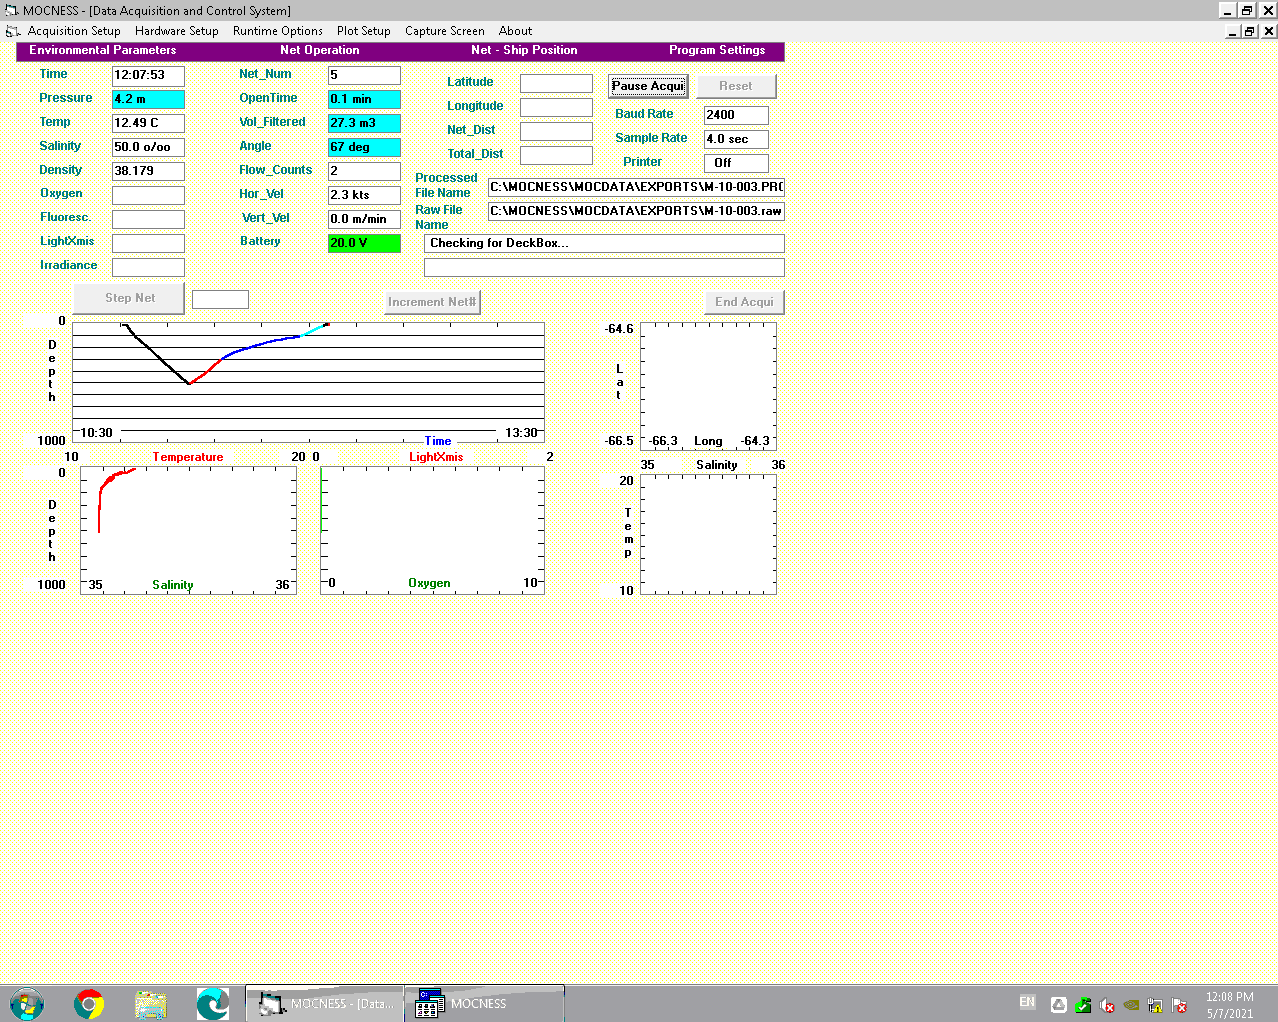 MOCNESS - [Data Acquisition and Control System]
Acquisition Setup Hardware Setup Runtime Options Plot Setup Capture Screen About
Environmental Parameters Net Operation Net - Ship Position Program Settings
Time 12:07:53 Net_Num 5
Latitude Pause Acqui Reset
Pressure 4.2 m OpenTime 0.1 min
Longitude Baud Rate 2400
Temp 12.49 C Vol_Filtered 27.3 m3
Net_Dist Sample Rate 4.0 sec
Salinity 50.0 o/oo Angle 67 deg
Total_Dist Printer Off
Density 38.179 Flow_Counts 2
Processed
File Name C:\MOCNESS\MOCDATA\EXPORTS\M-10-003.PRO
Oxygen Hor_Vel 2.3 kts
Raw File
Name C:\MOCNESS\MOCDATA\EXPORTS\M-10-003.raw
Fluoresc. Vert_Vel 0.0 m/min
LightXmis Battery 20.0 V Checking for DeckBox...
Irradiance
Step Net Increment Net# End Acqui
0
Depth
1000
10:30 13:30
Time
-64.6
Lat
-66.5
-66.3 Long -64.3
10 Temperature 20
0 LightXmis 2
35 Salinity 36
0
Depth
1000
35 Salinity 36
0 Oxygen 10
20
Temp
10
MOCNESS - [Data...
MOCNESS
EN
12:08 PM
5/7/2021